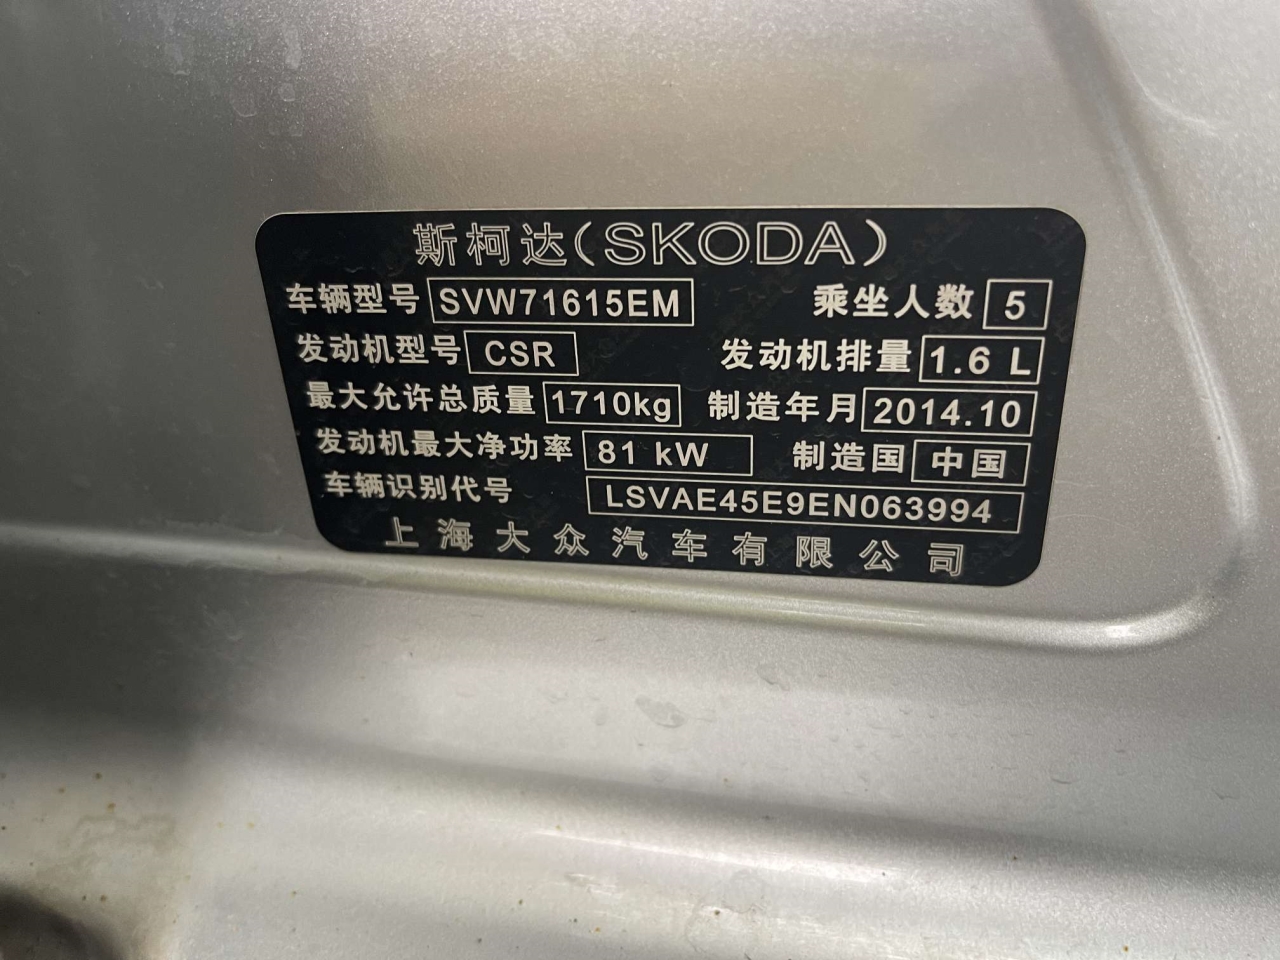 斯柯达(SKODA)
车辆型号 SVW71615EM 乘坐人数 5
发动机型号 CSR 发动机排量 1.6 L
最大允许总质量 1710kg 制造年月 2014.10
发动机最大净功率 81 kW 制造国 中国
车辆识别代号 LSVAE45E9EN063994
上海大众汽车有限公司